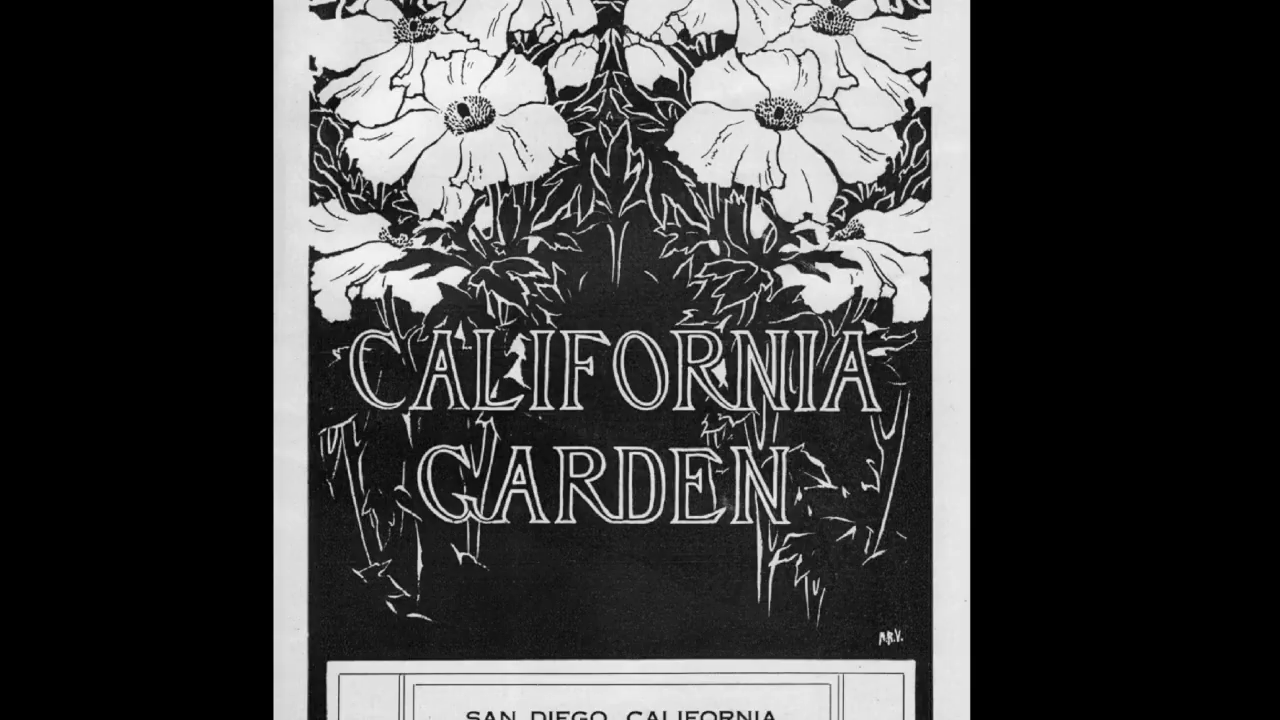 CALIFORNIA
GARDEN
A.R.V.
SAN DIEGO, CALIFORNIA